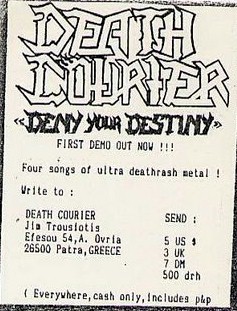 DEATH
COURIER
"DENY YOUR DESTINY"
FIRST DEMO OUT NOW !!!
Four songs of ultra deathrash metal !
Write to :
DEATH COURIER
Jim Trousiotis
Efesou 54,A. Ovria
26500 Patra,GREECE
SEND :
5 US $
3 UK
7 DM
500 drh
( Everywhere,cash only,includes p&p